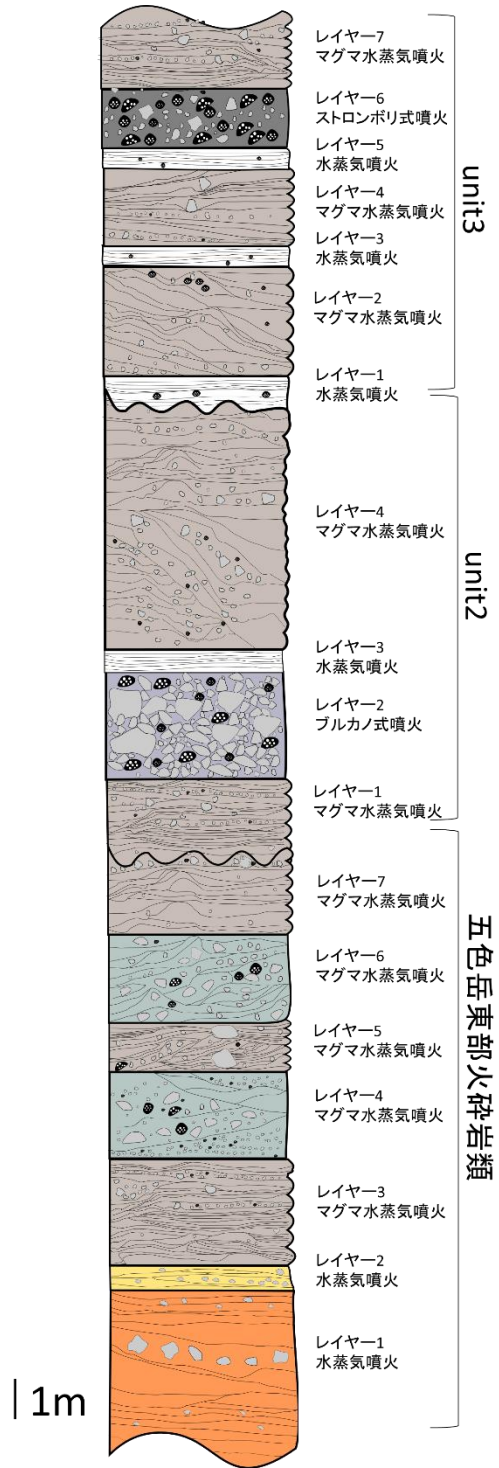 レイヤー7
マグマ水蒸気噴火
レイヤー6
ストロンボリ式噴火
レイヤー5
水蒸気噴火
レイヤー4
マグマ水蒸気噴火
レイヤー3
水蒸気噴火
レイヤー2
マグマ水蒸気噴火
レイヤー1
水蒸気噴火
unit3
レイヤー4
マグマ水蒸気噴火
レイヤー3
水蒸気噴火
レイヤー2
ブルカノ式噴火
レイヤー1
マグマ水蒸気噴火
unit2
レイヤー7
マグマ水蒸気噴火
レイヤー6
マグマ水蒸気噴火
レイヤー5
マグマ水蒸気噴火
レイヤー4
マグマ水蒸気噴火
レイヤー3
マグマ水蒸気噴火
レイヤー2
水蒸気噴火
レイヤー1
水蒸気噴火
五色岳東部火砕岩類
1m